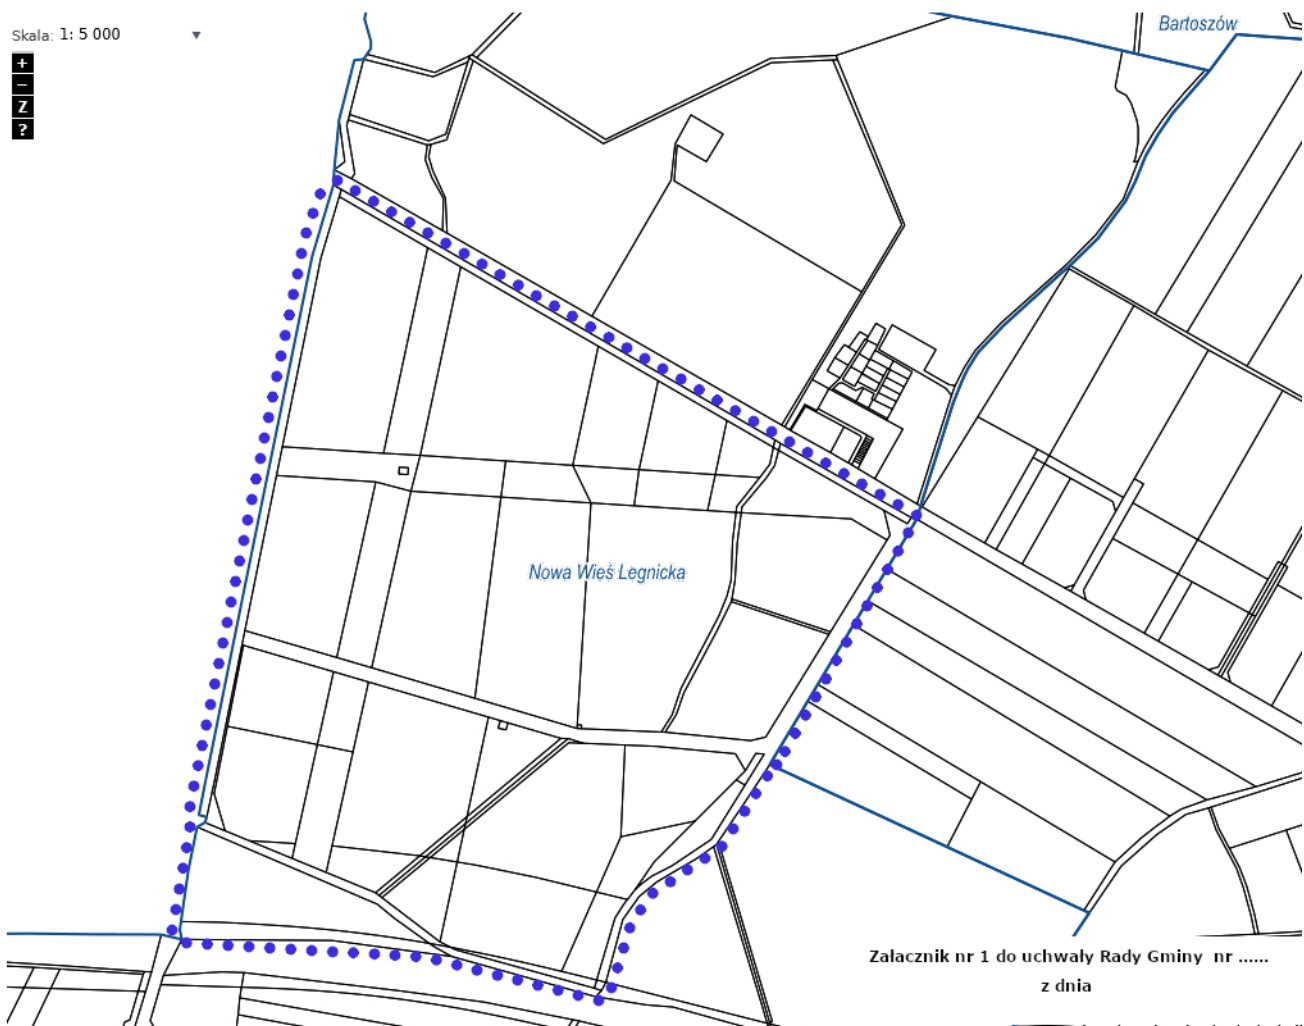 Skala: 1: 5 000
+
−
Z
?
Bartoszów
Nowa Wieś Legnicka
Załacznik nr 1 do uchwały Rady Gminy nr ......
z dnia